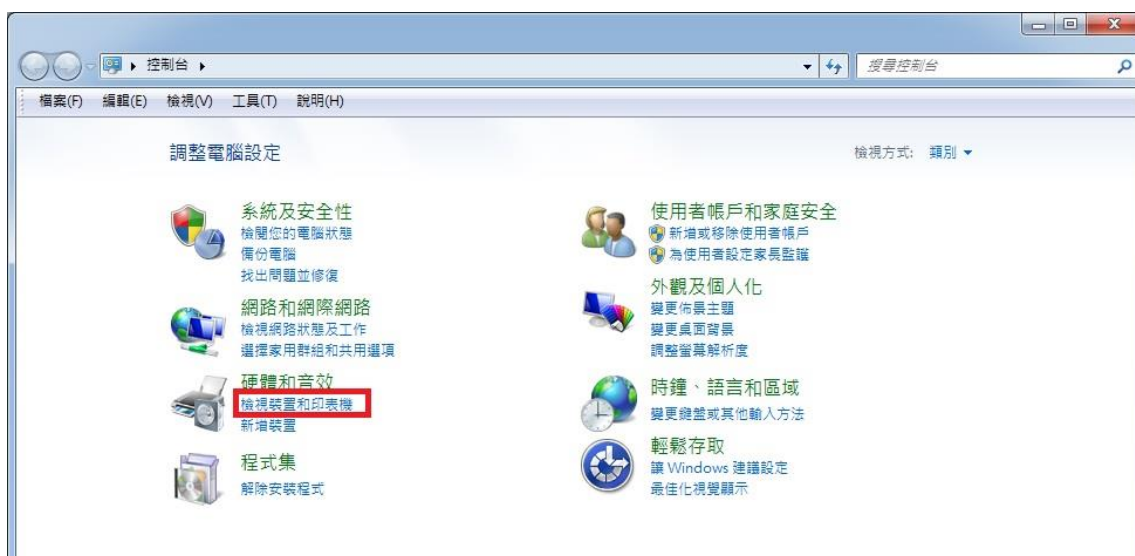 控制台
搜尋控制台
檔案(F) 編輯(E) 檢視(V) 工具(T) 說明(H)
調整電腦設定
檢視方式: 類別
系統及安全性
檢閱您的電腦狀態
備份電腦
找出問題並修復
網路和網際網路
檢視網路狀態及工作
選擇家用群組和共用選項
硬體和音效
檢視裝置和印表機
新增裝置
程式集
解除安裝程式
使用者帳戶和家庭安全
新增或移除使用者帳戶
為使用者設定家長監護
外觀及個人化
變更佈景主題
變更桌面背景
調整螢幕解析度
時鐘、語言和區域
變更鍵盤或其他輸入方法
輕鬆存取
讓 Windows 建議設定
最佳化視覺顯示